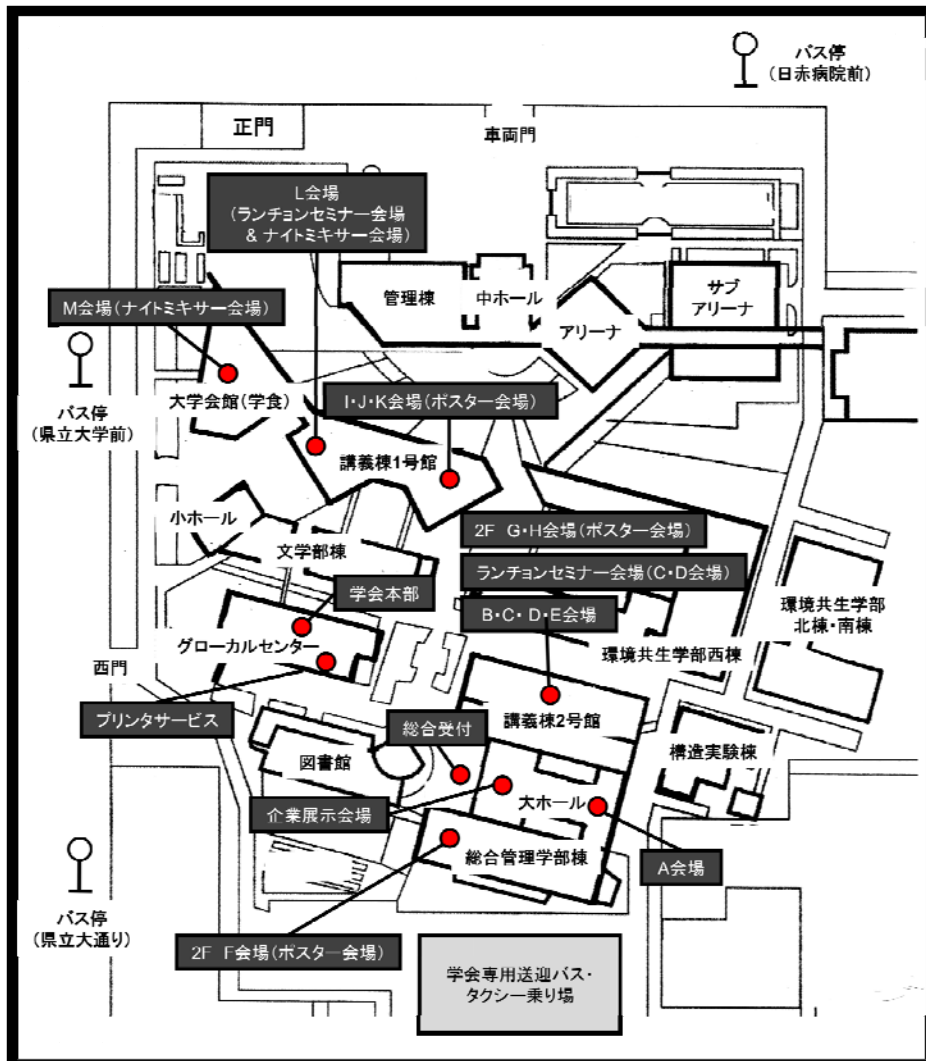 バス停
(日赤病院前)
正門
車両門
L会場
(ランチョンセミナー会場
& ナイトミキサー会場)
管理棟
中ホール
サブ
アリーナ
アリーナ
M会場(ナイトミキサー会場)
バス停
(県立大学前)
大学会館(学食)
I・J・K会場(ポスター会場)
講義棟1号館
小ホール
文学部棟
2F G・H会場(ポスター会場)
ランチョンセミナー会場(C・D会場)
B・C・D・E会場
学会本部
グローカルセンター
環境共生学部
北棟・南棟
環境共生学部西棟
西門
プリンタサービス
総合受付
講義棟2号館
構造実験棟
図書館
企業展示会場
大ホール
総合管理学部棟
A会場
バス停
(県立大通り)
2F F会場(ポスター会場)
学会専用送迎バス・
タクシー乗り場